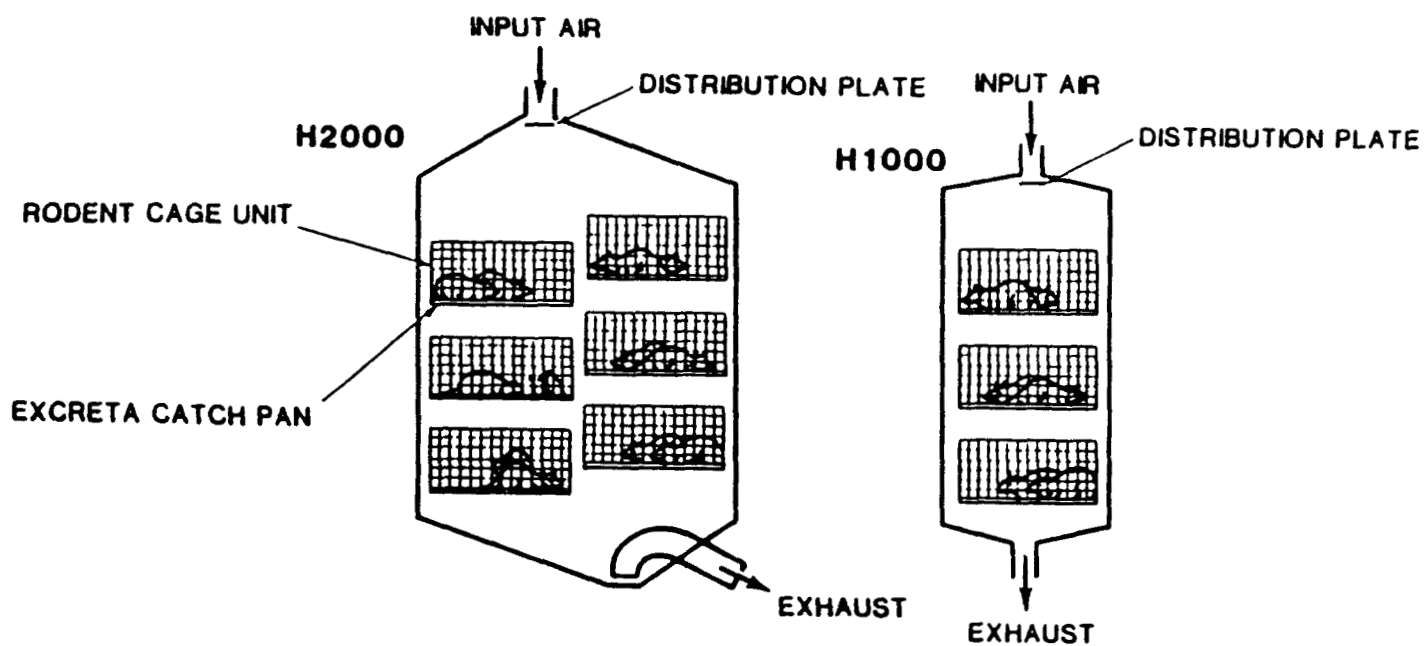 INPUT AIR
DISTRIBUTION PLATE
H2000
RODENT CAGE UNIT
EXCRETA CATCH PAN
EXHAUST
INPUT AIR
DISTRIBUTION PLATE
H1000
EXHAUST